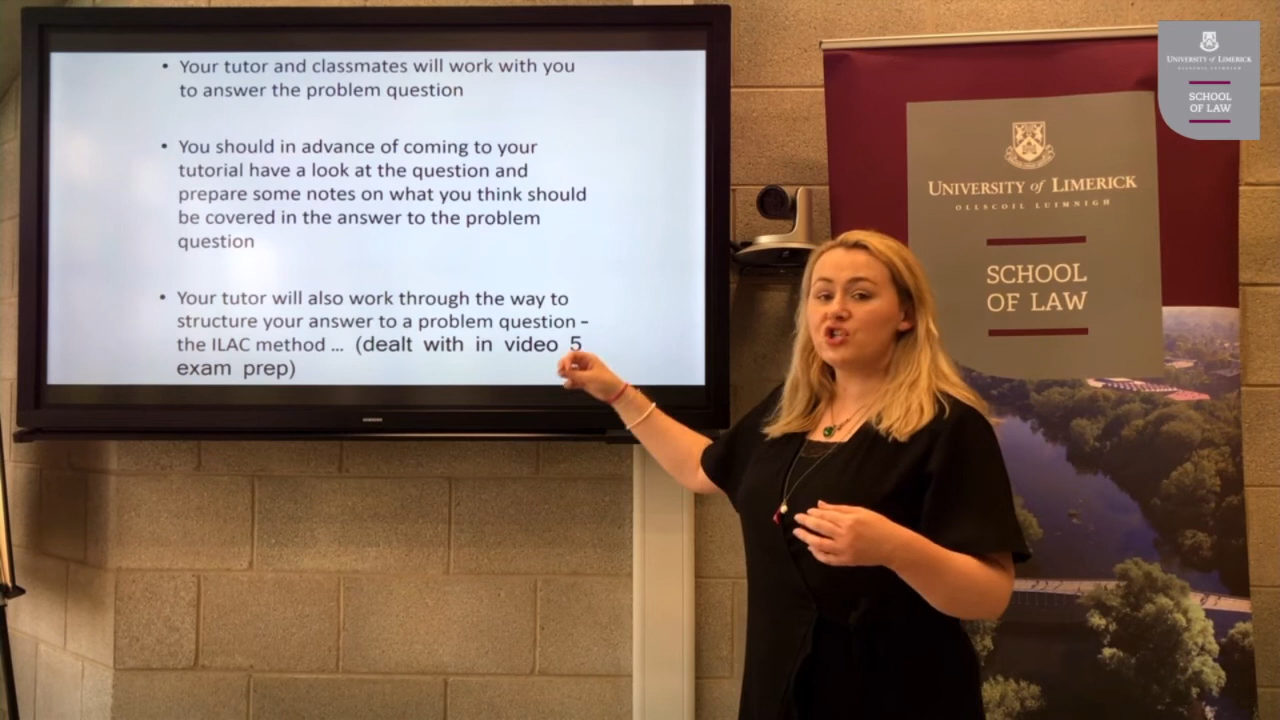 • Your tutor and classmates will work with you
to answer the problem question
• You should in advance of coming to your
tutorial have a look at the question and
prepare some notes on what you think should
be covered in the answer to the problem
question
• Your tutor will also work through the way to
structure your answer to a problem question –
the ILAC method ... (dealt with in video 5
exam prep)
SAMSUNG
UNIVERSITY of LIMERICK
OLLSCOIL LUIMNIGH
SCHOOL
OF LAW
UNIVERSITY of LIMERICK
OLLSCOIL LUIMNIGH
SCHOOL
OF LAW